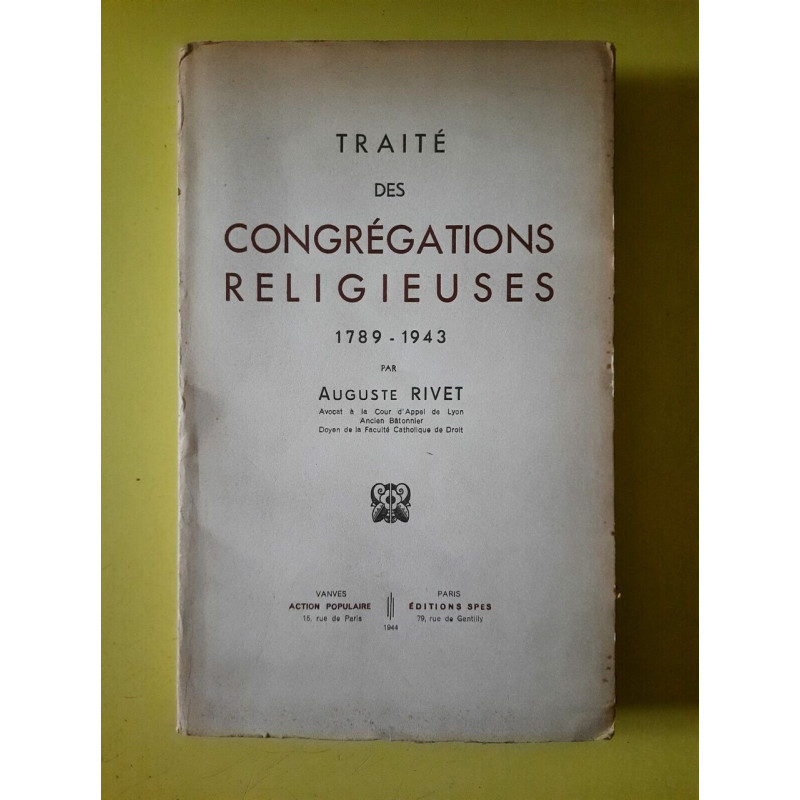 TRAITÉ
DES
CONGRÉGATIONS
RELIGIEUSES
1789 - 1943
PAR
AUGUSTE RIVET
Avocat à la Cour d'Appel de Lyon
Ancien Bâtonnier
Doyen de la Faculté Catholique de Droit
VANVES
ACTION POPULAIRE
15, rue de Paris
1944
PARIS
ÉDITIONS SPES
79, rue de Gentilly